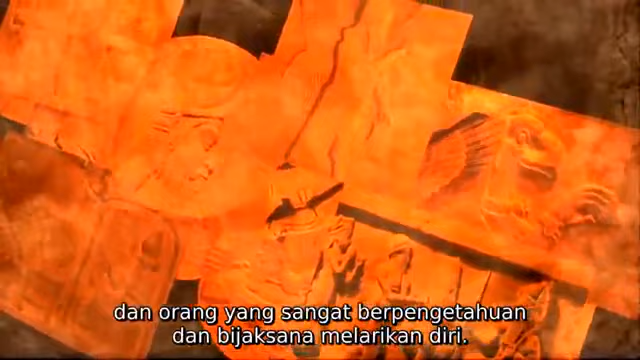 dan orang yang sangat berpengetahuan
dan bijaksana melarikan diri.